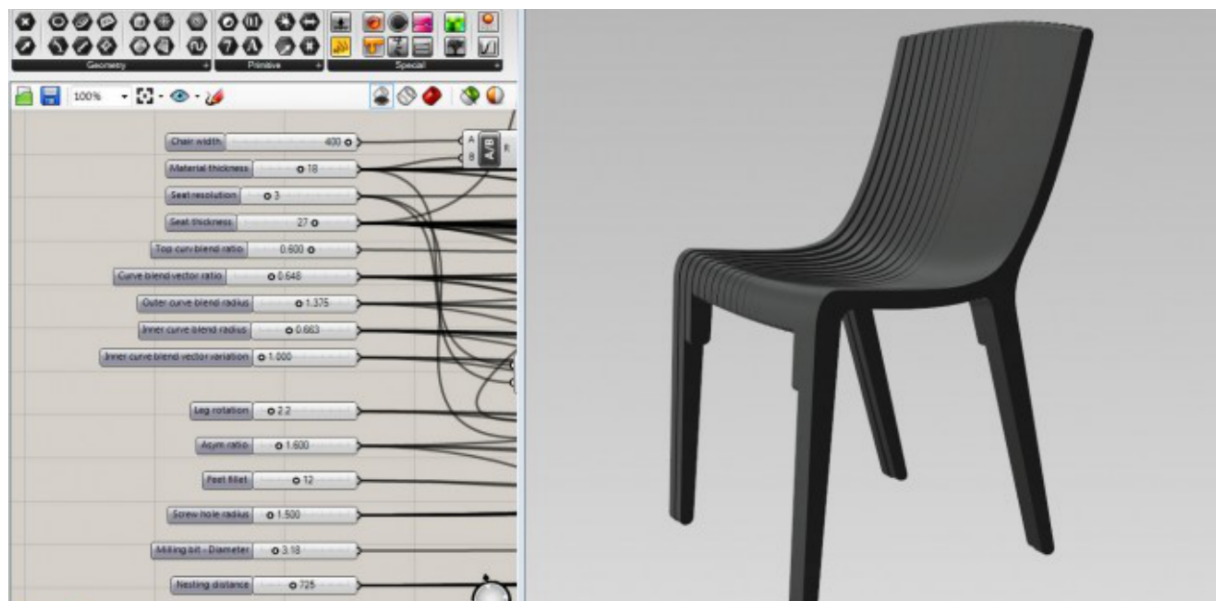 Geometry
Primitive
Special
100%
Chair width 400
Material thickness 18
Seat resolution 3
Seat thickness 27
Top curv blend ratio 0.600
Curve blend vector ratio 0.648
Outer curve blend radius 1.375
Inner curve blend radius 0.663
Inner curve blend vector variation 1.000
Leg rotation 2.2
Asym ratio 1.600
Feet fillet 12
Screw hole radius 1.500
Milling bit - Diameter 3.18
Nesting distance 725
A
B
A/B
R